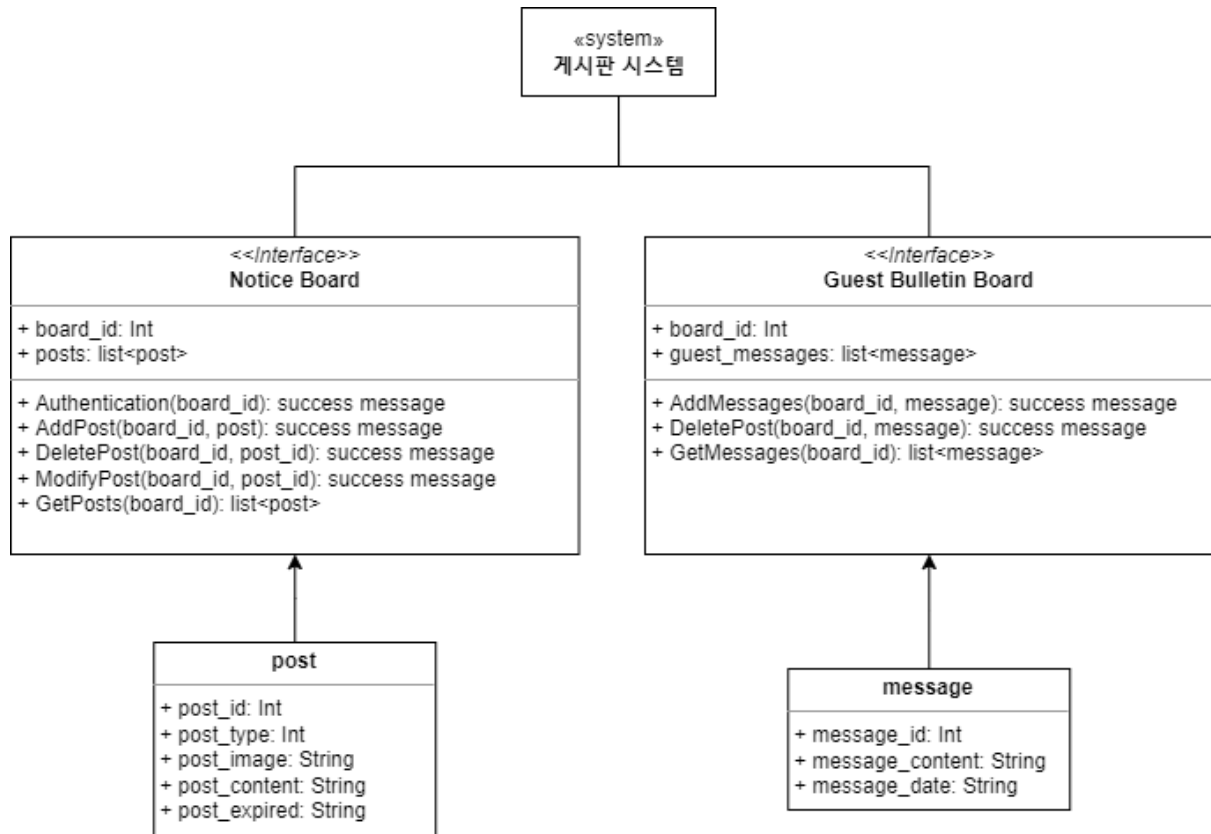 «system»
게시판 시스템
<<Interface>>
Notice Board
+ board_id: Int
+ posts: list<post>
+ Authentication(board_id): success message
+ AddPost(board_id, post): success message
+ DeletePost(board_id, post_id): success message
+ ModifyPost(board_id, post_id): success message
+ GetPosts(board_id): list<post>
<<Interface>>
Guest Bulletin Board
+ board_id: Int
+ guest_messages: list<message>
+ AddMessages(board_id, message): success message
+ DeletePost(board_id, message): success message
+ GetMessages(board_id): list<message>
post
+ post_id: Int
+ post_type: Int
+ post_image: String
+ post_content: String
+ post_expired: String
message
+ message_id: Int
+ message_content: String
+ message_date: String